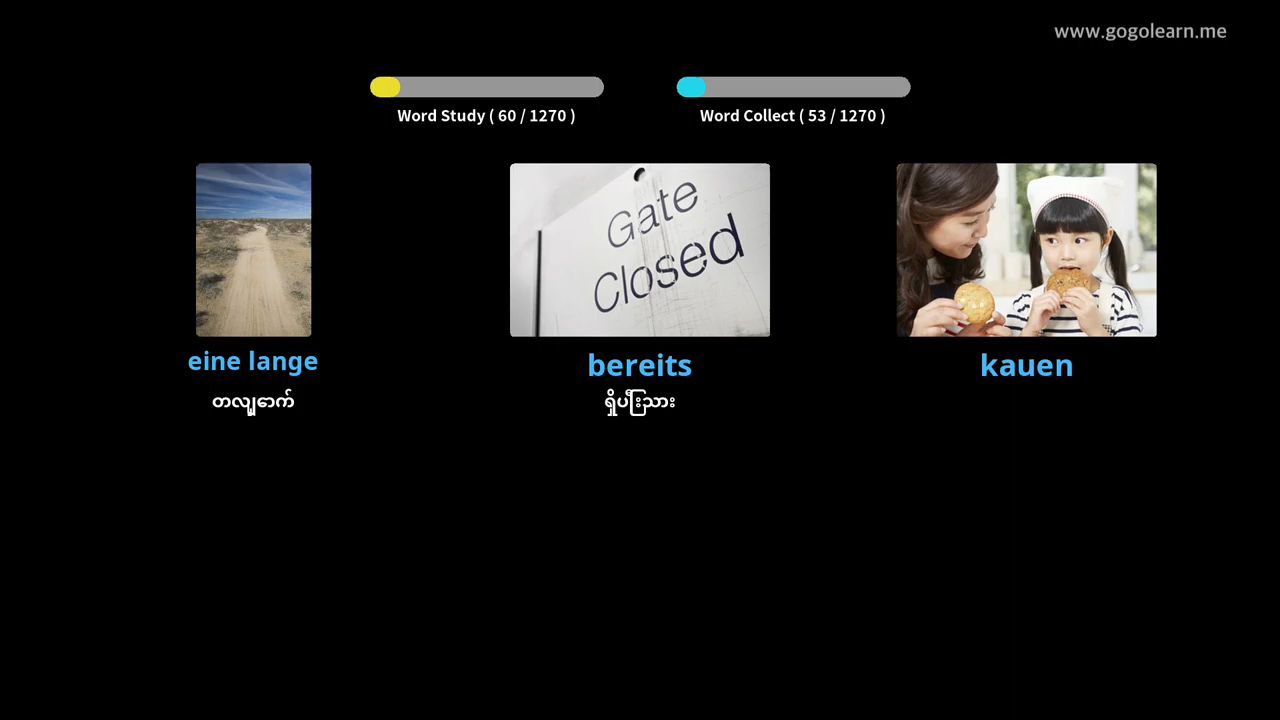 www.gogolearn.me
Word Study ( 60 / 1270 )
Word Collect ( 53 / 1270 )
Gate
Closed
eine lange
bereits
kauen
တလျှောက်
ရှိပြီးသား